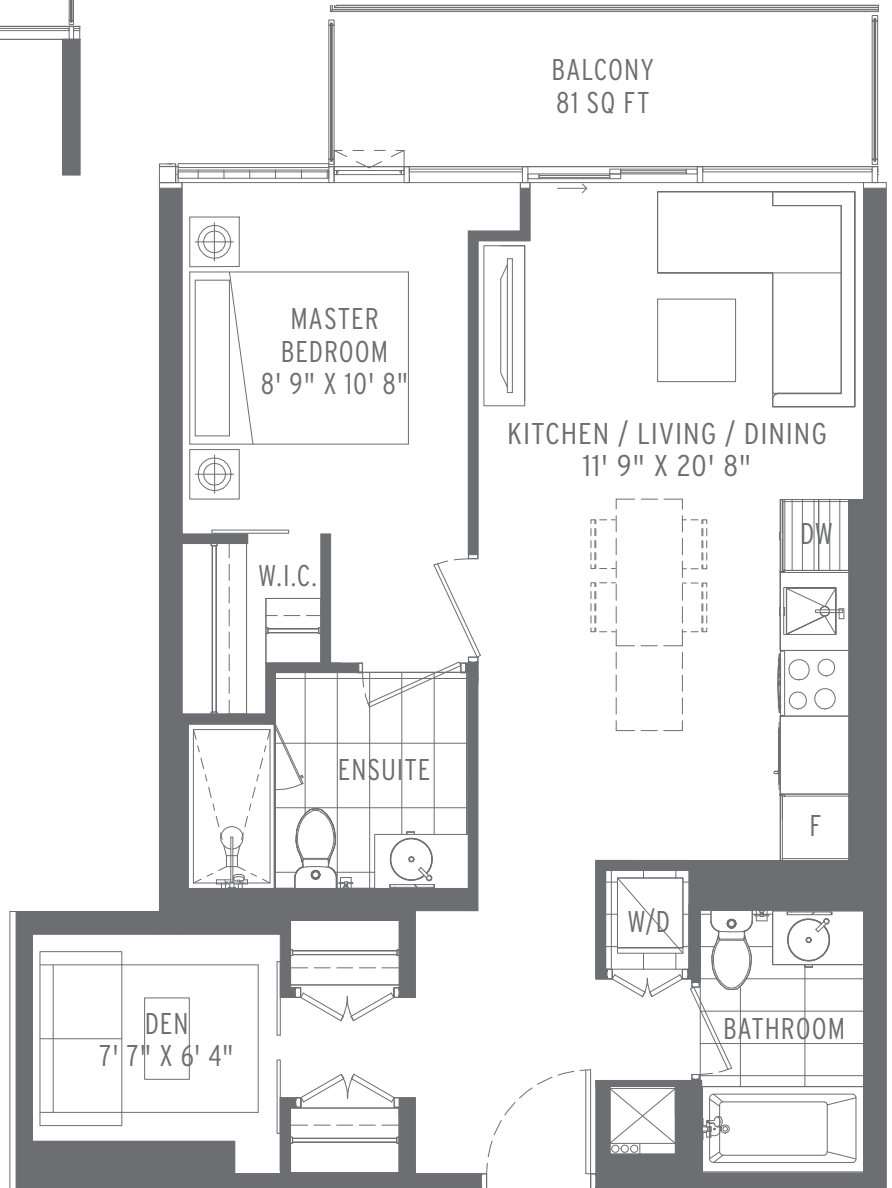 BALCONY
81 SQ FT
MASTER
BEDROOM
8' 9" X 10' 8"
KITCHEN / LIVING / DINING
11' 9" X 20' 8"
DW
W.I.C.
ENSUITE
F
W/D
DEN
7' 7" X 6' 4"
BATHROOM